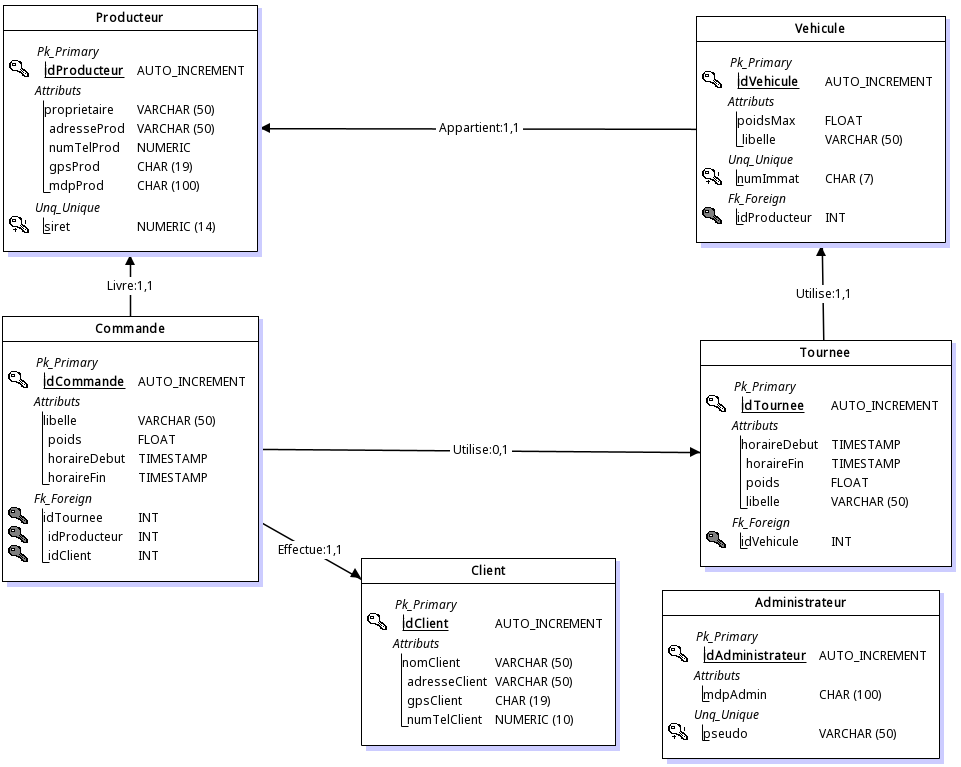 Producteur
Pk_Primary
idProducteur AUTO_INCREMENT
Attributs
proprietaire VARCHAR (50)
adresseProd VARCHAR (50)
numTelProd NUMERIC
gpsProd CHAR (19)
mdpProd CHAR (100)
Unq_Unique
siret NUMERIC (14)
Appartient:1,1
Vehicule
Pk_Primary
idVehicule AUTO_INCREMENT
Attributs
poidsMax FLOAT
libelle VARCHAR (50)
Unq_Unique
numImmat CHAR (7)
Fk_Foreign
idProducteur INT
Livre:1,1
Utilise:1,1
Commande
Pk_Primary
idCommande AUTO_INCREMENT
Attributs
libelle VARCHAR (50)
poids FLOAT
horaireDebut TIMESTAMP
horaireFin TIMESTAMP
Fk_Foreign
idTournee INT
idProducteur INT
idClient INT
Utilise:0,1
Tournee
Pk_Primary
idTournee AUTO_INCREMENT
Attributs
horaireDebut TIMESTAMP
horaireFin TIMESTAMP
poids FLOAT
libelle VARCHAR (50)
Fk_Foreign
idVehicule INT
Effectue:1,1
Client
Pk_Primary
idClient AUTO_INCREMENT
Attributs
nomClient VARCHAR (50)
adresseClient VARCHAR (50)
gpsClient CHAR (19)
numTelClient NUMERIC (10)
Administrateur
Pk_Primary
idAdministrateur AUTO_INCREMENT
Attributs
mdpAdmin CHAR (100)
Unq_Unique
pseudo VARCHAR (50)